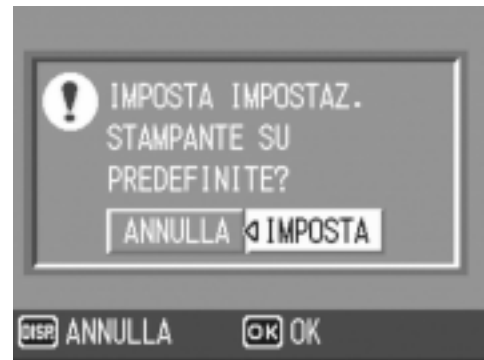 !
IMPOSTA IMPOSTAZ.
STAMPANTE SU
PREDEFINITE?
ANNULLA IMPOSTA
DISP. ANNULLA OK OK